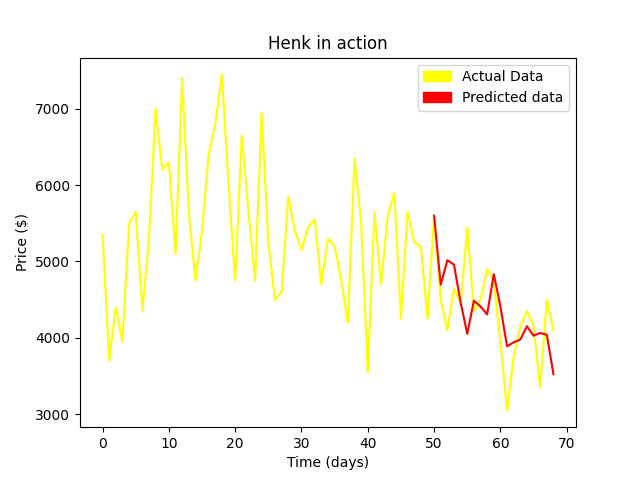 Henk in action
Actual Data
Predicted data
7000
6000
5000
4000
3000
Price ($)
0 10 20 30 40 50 60 70
Time (days)